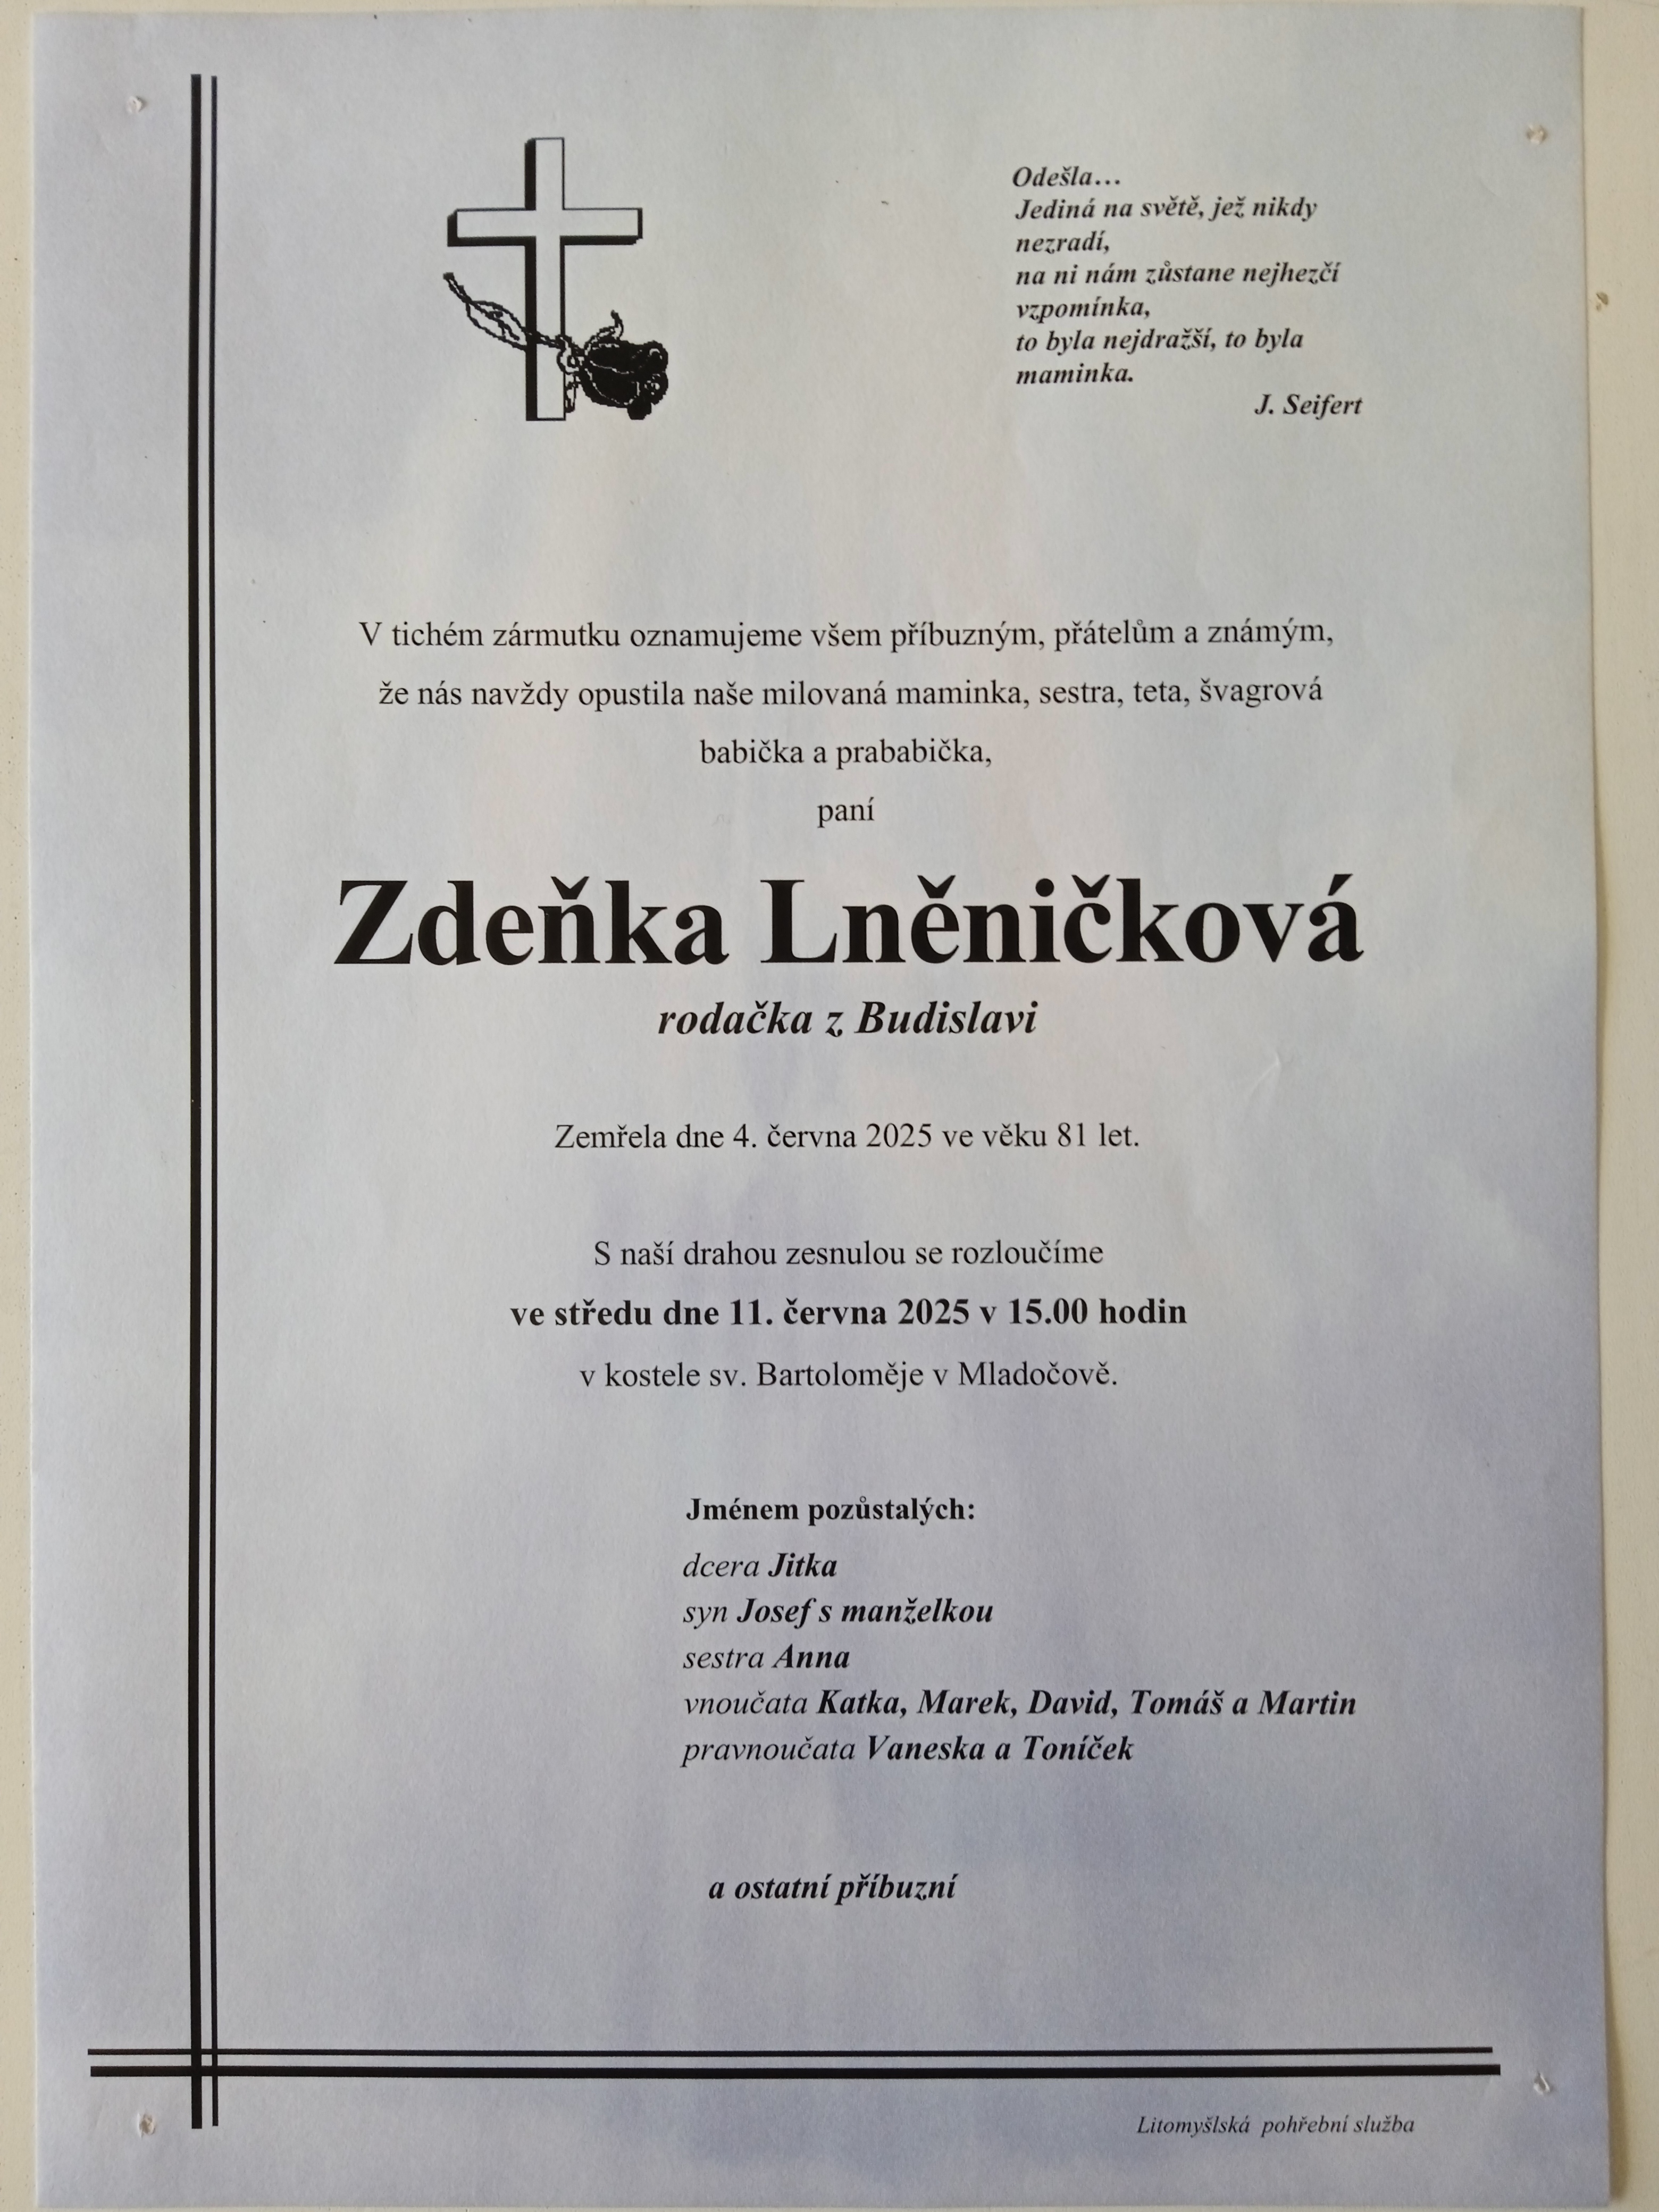 Odešla…
Jediná na světě, jež nikdy
nezradí,
na ni nám zůstane nejhezčí
vzpomínka,
to byla nejdražší, to byla
maminka.
J. Seifert
V tichém zármutku oznamujeme všem příbuzným, přátelům a známým,
že nás navždy opustila naše milovaná maminka, sestra, teta, švagrová
babička a prababička,
paní
Zdeňka Lněničková
rodačka z Budislavi
Zemřela dne 4. června 2025 ve věku 81 let.
S naší drahou zesnulou se rozloučíme
ve středu dne 11. června 2025 v 15.00 hodin
v kostele sv. Bartoloměje v Mladočově.
Jménem pozůstalých:
dcera Jitka
syn Josef s manželkou
sestra Anna
vnoučata Katka, Marek, David, Tomáš a Martin
pravnoučata Vaneska a Toníček
a ostatní příbuzní
Litomyšlská pohřební služba